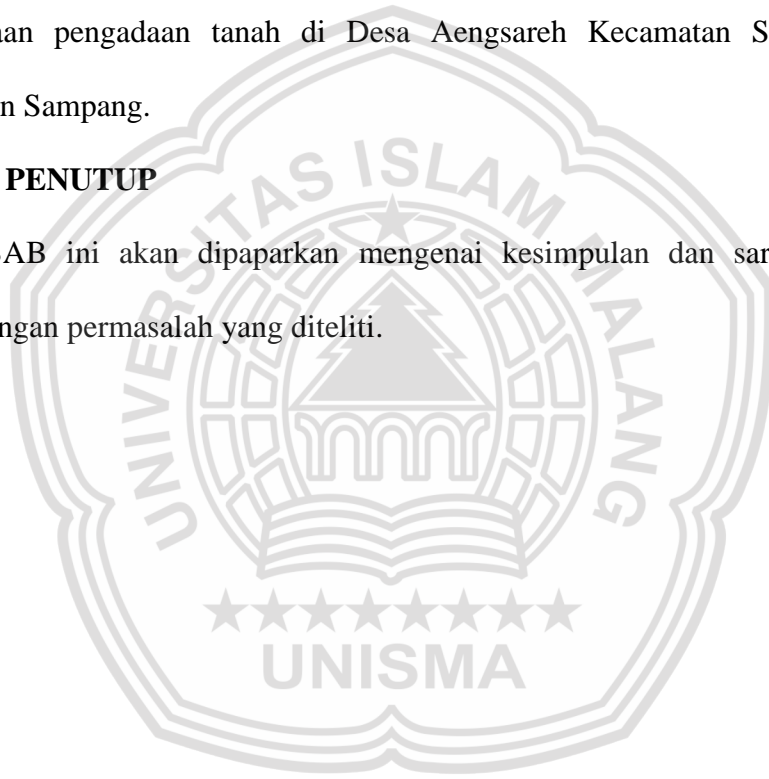 aan pengadaan tanah di Desa Aengsareh Kecamatan S
n Sampang.
PENUTUP
AB ini akan dipaparkan mengenai kesimpulan dan sar
ngan permasalah yang diteliti.
UNIVERSITAS ISLAM MALANG
UNISMA